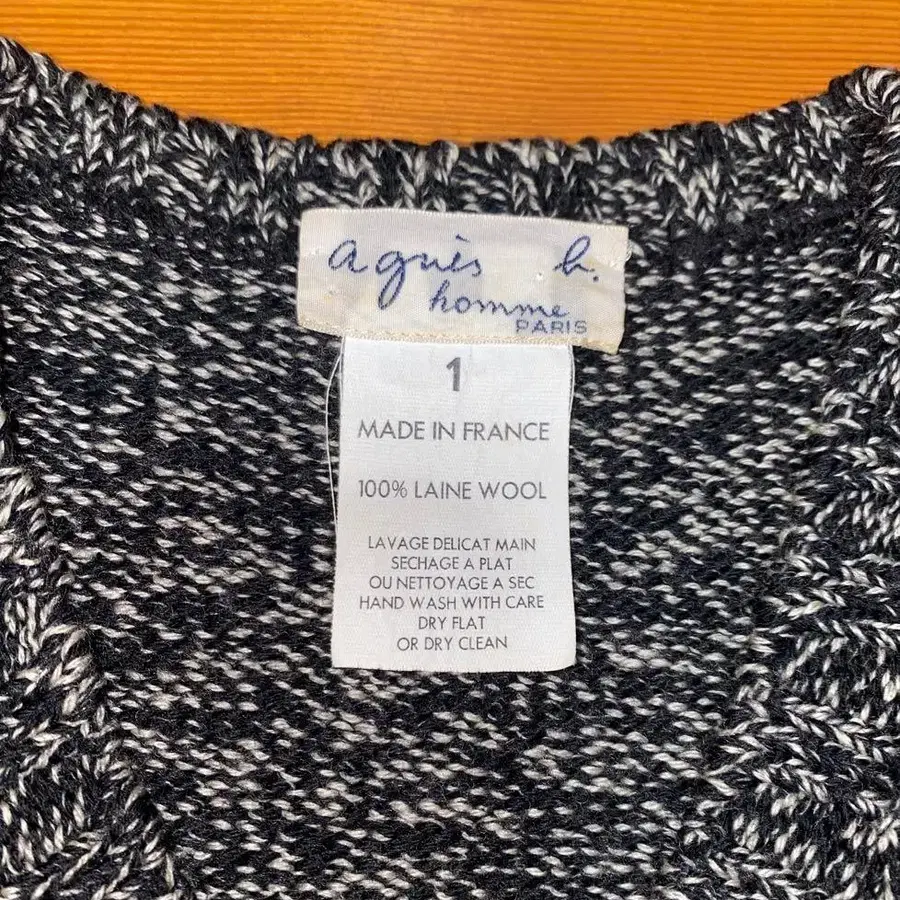 agnès b.
homme
PARIS
1
MADE IN FRANCE
100% LAINE WOOL
LAVAGE DELICAT MAIN
SECHAGE A PLAT
OU NETTOYAGE A SEC
HAND WASH WITH CARE
DRY FLAT
OR DRY CLEAN